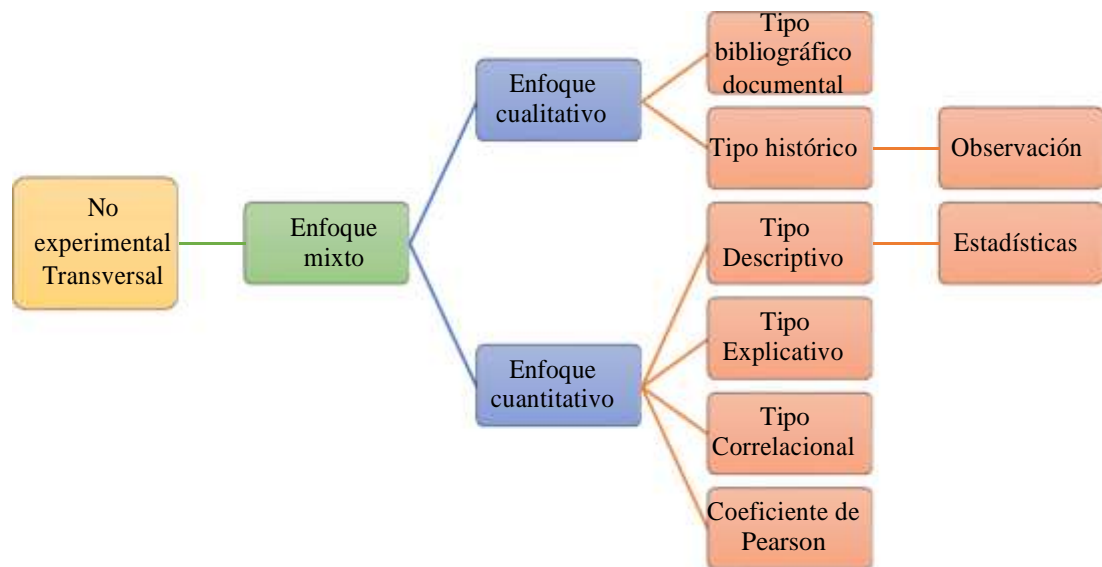 No
experimental
Transversal
Enfoque
mixto
Enfoque
cualitativo
Tipo
bibliográfico
documental
Tipo histórico
Observación
Enfoque
cuantitativo
Tipo
Descriptivo
Estadísticas
Tipo
Explicativo
Tipo
Correlacional
Coeficiente de
Pearson